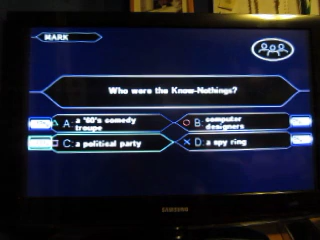 MARK
Who were the Know-Nothings?
A: a '60's comedy
troupe
B: computer
designers
C: a political party
D: a spy ring
SAMSUNG